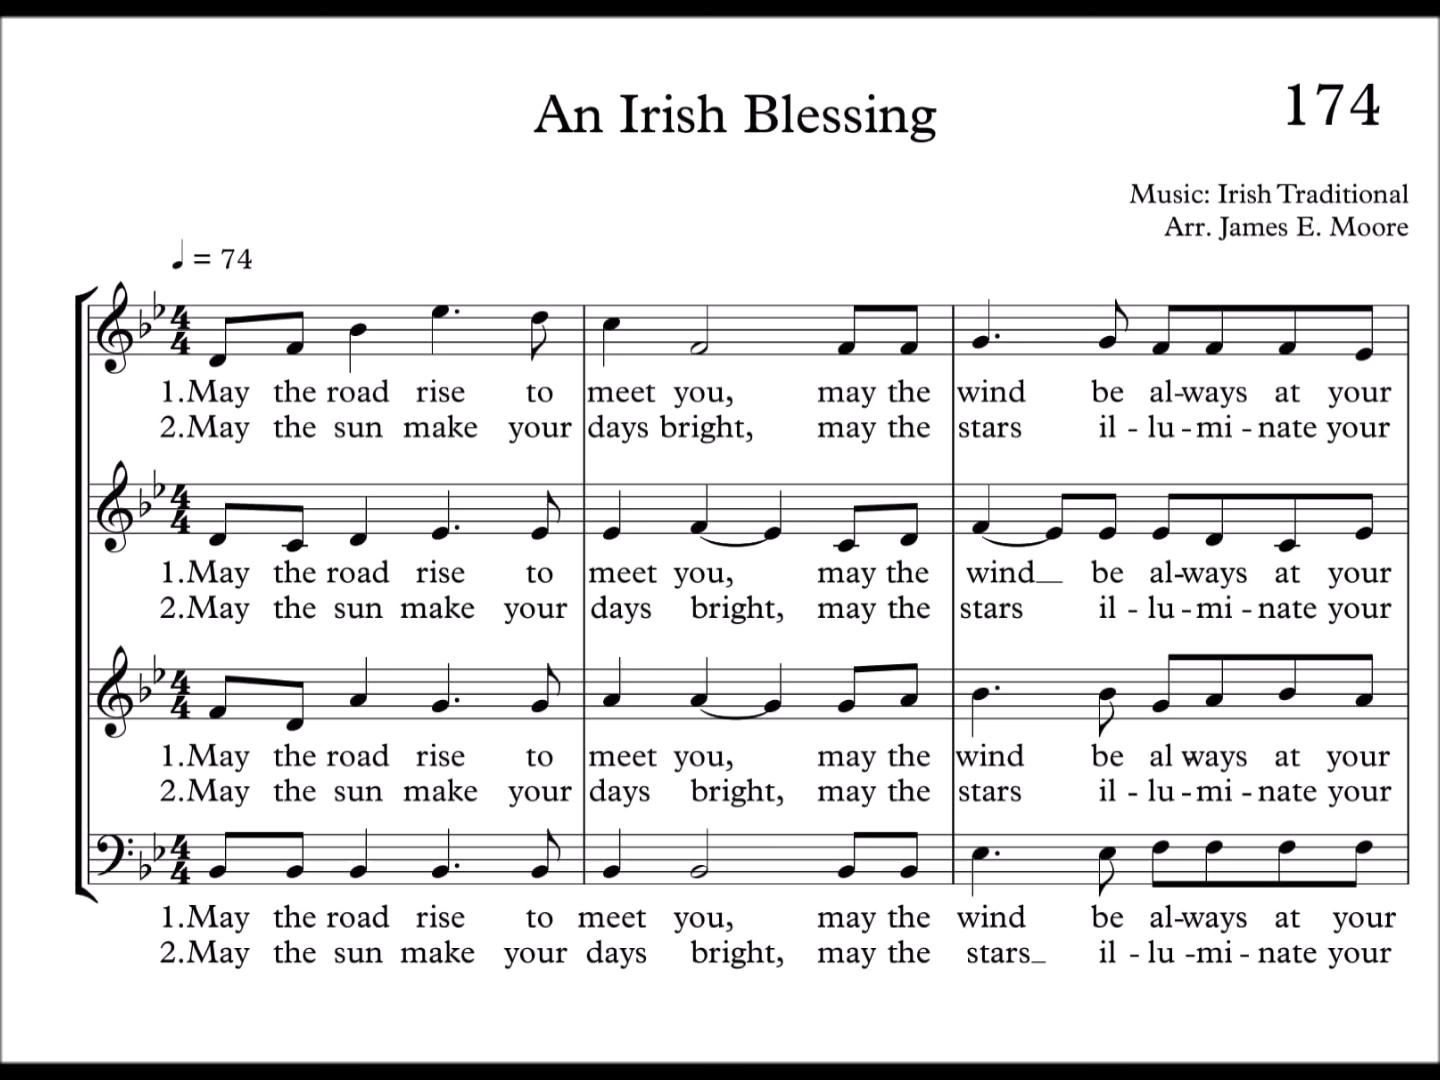 An Irish Blessing
174
Music: Irish Traditional
Arr. James E. Moore
♩ = 74
1.May the road rise to meet you, may the wind be al-ways at your
2.May the sun make your days bright, may the stars il - lu - mi - nate your
1.May the road rise to meet you, may the wind__ be al-ways at your
2.May the sun make your days bright, may the stars il - lu - mi - nate your
1.May the road rise to meet you, may the wind be al ways at your
2.May the sun make your days bright, may the stars il - lu - mi - nate your
1.May the road rise to meet you, may the wind be al-ways at your
2.May the sun make your days bright, may the stars_ il - lu -mi - nate your